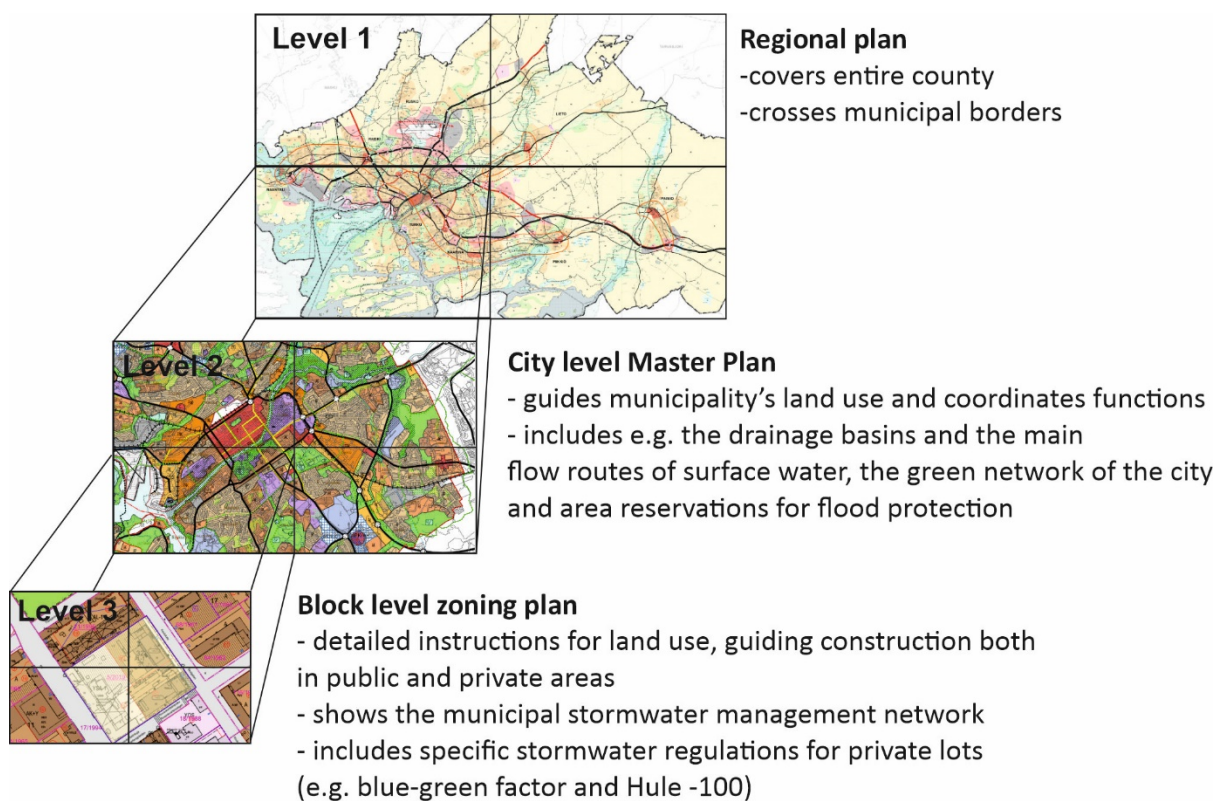 Level 1
Regional plan
-covers entire county
-crosses municipal borders
Level 2
City level Master Plan
- guides municipality's land use and coordinates functions
- includes e.g. the drainage basins and the main
flow routes of surface water, the green network of the city
and area reservations for flood protection
Level 3
Block level zoning plan
- detailed instructions for land use, guiding construction both
in public and private areas
- shows the municipal stormwater management network
- includes specific stormwater regulations for private lots
(e.g. blue-green factor and Hule -100)